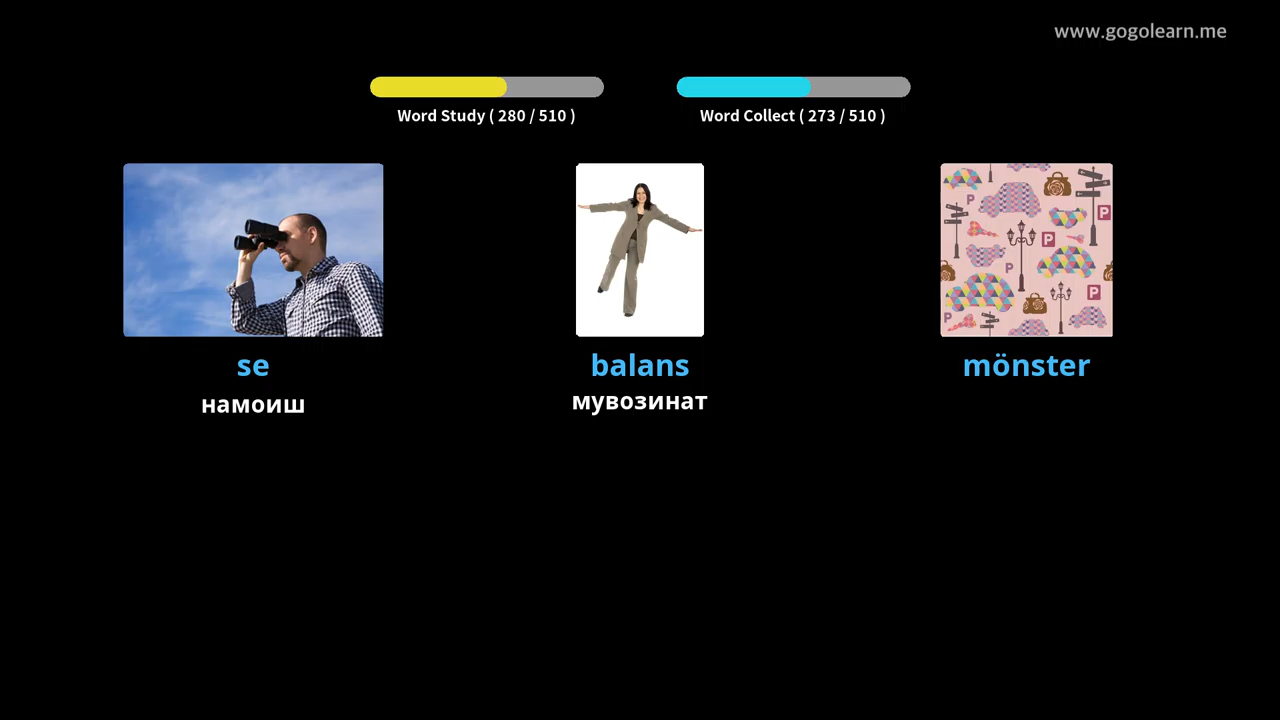 www.gogolearn.me
Word Study ( 280 / 510 )
Word Collect ( 273 / 510 )
P
P
P
P
P
P
se
balans
mönster
намоиш
мувозинат